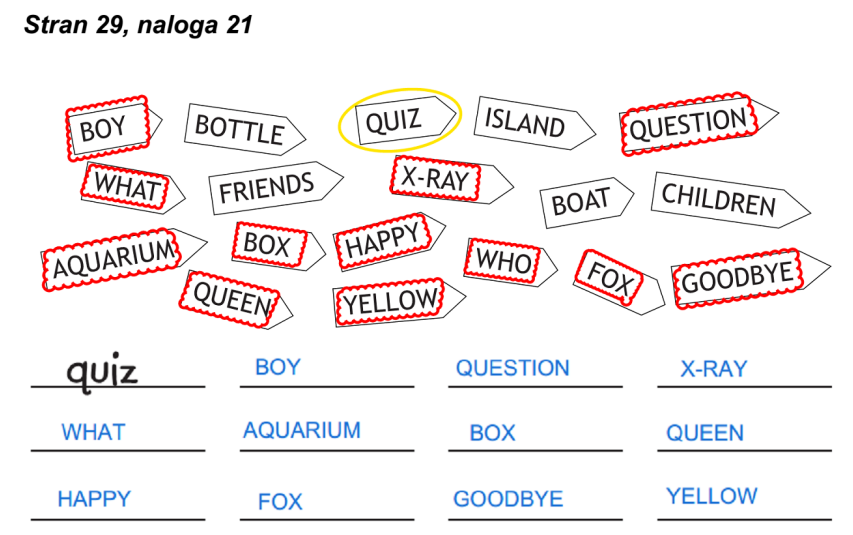 Stran 29, naloga 21
BOY BOTTLE QUIZ ISLAND QUESTION
WHAT FRIENDS X-RAY BOAT CHILDREN
AQUARIUM BOX HAPPY WHO FOX GOODBYE
QUEEN YELLOW
quiz BOY QUESTION X-RAY
WHAT AQUARIUM BOX QUEEN
HAPPY FOX GOODBYE YELLOW